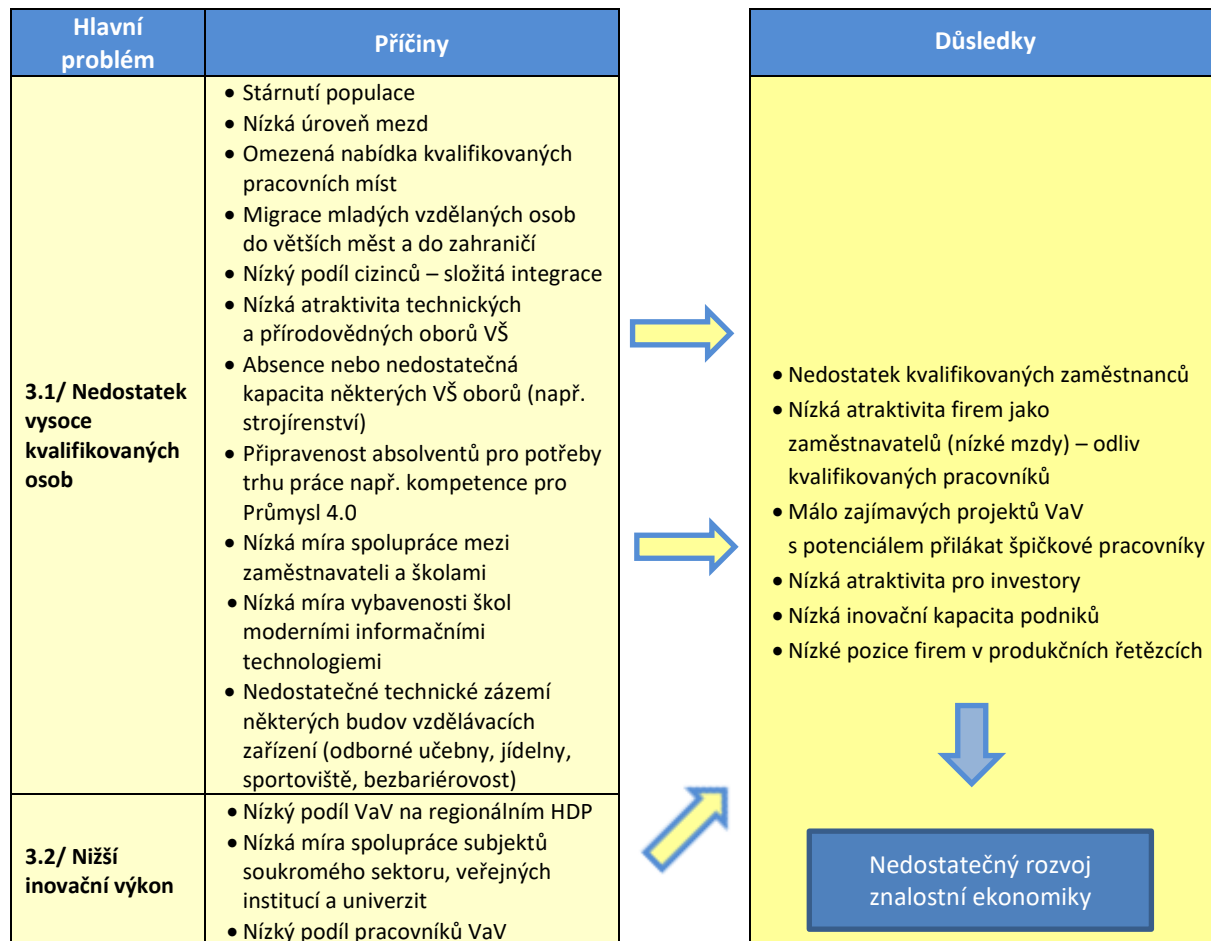 Hlavní
problém
Příčiny
Důsledky
3.1/ Nedostatek
vysoce
kvalifikovaných
osob
• Stárnutí populace
• Nízká úroveň mezd
• Omezená nabídka kvalifikovaných
pracovních míst
• Migrace mladých vzdělaných osob
do větších měst a do zahraničí
• Nízký podíl cizinců – složitá integrace
• Nízká atraktivita technických
a přírodovědných oborů VŠ
• Absence nebo nedostatečná
kapacita některých VŠ oborů (např.
strojírenství)
• Připravenost absolventů pro potřeby
trhu práce např. kompetence pro
Průmysl 4.0
• Nízká míra spolupráce mezi
zaměstnavateli a školami
• Nízká míra vybavenosti škol
moderními informačními
technologiemi
• Nedostatečné technické zázemí
některých budov vzdělávacích
zařízení (odborné učebny, jídelny,
sportoviště, bezbariérovost)
3.2/ Nižší
inovační výkon
• Nízký podíl VaV na regionálním HDP
• Nízká míra spolupráce subjektů
soukromého sektoru, veřejných
institucí a univerzit
• Nízký podíl pracovníků VaV
• Nedostatek kvalifikovaných zaměstnanců
• Nízká atraktivita firem jako
zaměstnavatelů (nízké mzdy) – odliv
kvalifikovaných pracovníků
• Málo zajímavých projektů VaV
s potenciálem přilákat špičkové pracovníky
• Nízká atraktivita pro investory
• Nízká inovační kapacita podniků
• Nízké pozice firem v produkčních řetězcích
Nedostatečný rozvoj
znalostní ekonomiky